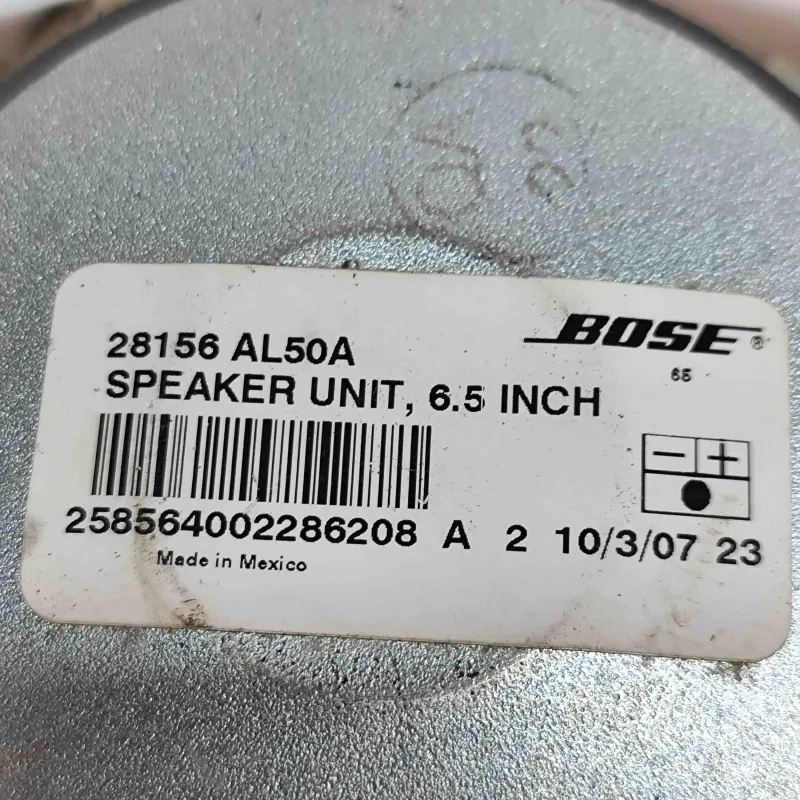 28156 AL50A
BOSE®
SPEAKER UNIT, 6.5 INCH
65
− +
258564002286208 A 2 10/3/07 23
Made in Mexico